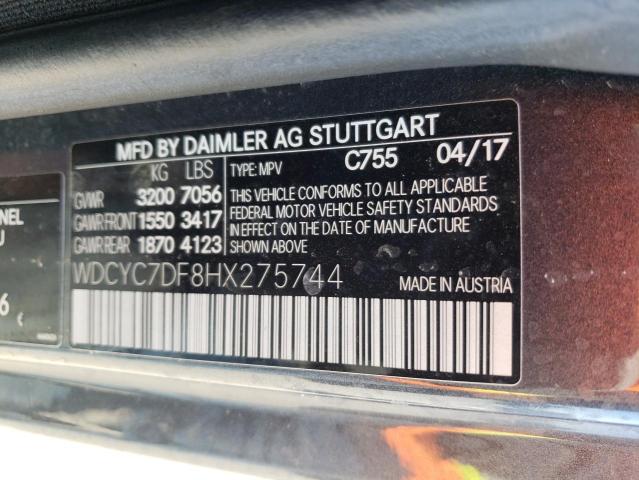 MFD BY DAIMLER AG STUTTGART
KG LBS TYPE: MPV C755 04/17
GVWR 3200 7056 THIS VEHICLE CONFORMS TO ALL APPLICABLE
GAWR FRONT 1550 3417 FEDERAL MOTOR VEHICLE SAFETY STANDARDS
GAWR REAR 1870 4123 IN EFFECT ON THE DATE OF MANUFACTURE
SHOWN ABOVE
WDCYC7DF8HX275744 MADE IN AUSTRIA
NEL
U
6